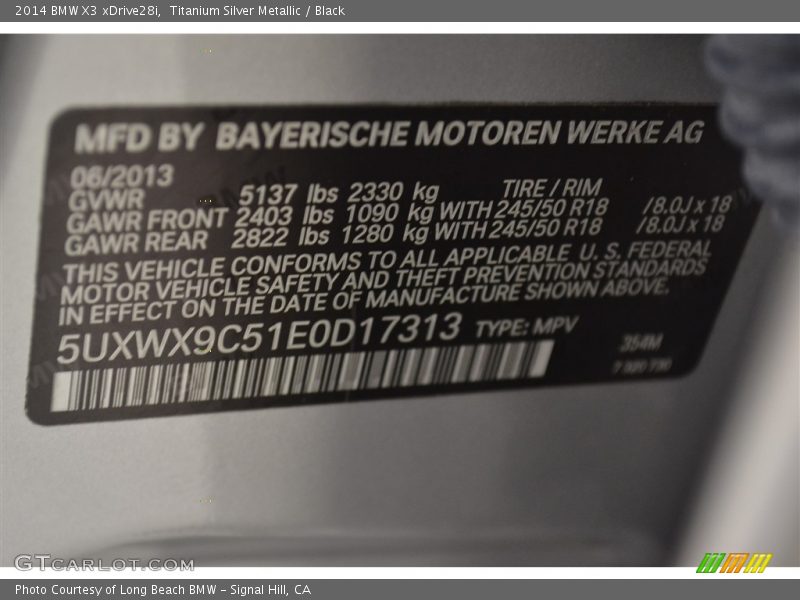 2014 BMW X3 xDrive28i,  Titanium Silver Metallic / Black
MFD BY BAYERISCHE MOTOREN WERKE AG
06/2013
TIRE / RIM
GVWR 5137 lbs 2330 kg
GAWR FRONT 2403 lbs 1090 kg WITH 245/50 R18 /8.0J x 18
GAWR REAR 2822 lbs 1280 kg WITH 245/50 R18 /8.0J x 18
THIS VEHICLE CONFORMS TO ALL APPLICABLE U. S. FEDERAL
MOTOR VEHICLE SAFETY AND THEFT PREVENTION STANDARDS
IN EFFECT ON THE DATE OF MANUFACTURE SHOWN ABOVE.
5UXWX9C51E0D17313 TYPE: MPV
354M
GTCARLOT.COM
Photo Courtesy of Long Beach BMW - Signal Hill, CA